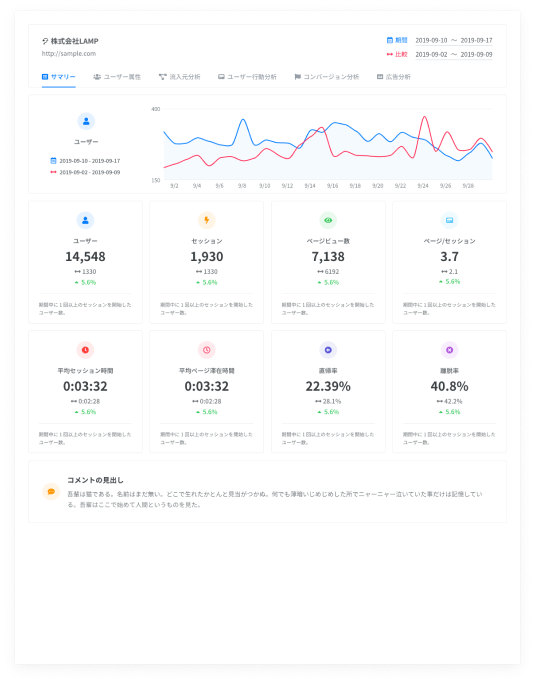 株式会社LAMP
http://sample.com
期間 2019-09-10 〜 2019-09-17
比較 2019-09-02 〜 2019-09-09
サマリー ユーザー属性 流入元分析 ユーザー行動分析 コンバージョン分析 広告分析
ユーザー
2019-09-10 - 2019-09-17
2019-09-02 - 2019-09-09
400
150
9/2 9/4 9/6 9/8 9/10 9/12 9/14 9/16 9/18 9/20 9/22 9/24 9/26 9/28
ユーザー
14,548
1330
5.6%
期間中に1回以上のセッションを開始した
ユーザー数。
セッション
1,930
1330
5.6%
期間中に1回以上のセッションを開始した
ユーザー数。
ページビュー数
7,138
6192
5.6%
期間中に1回以上のセッションを開始した
ユーザー数。
ページ/セッション
3.7
2.1
5.6%
期間中に1回以上のセッションを開始した
ユーザー数。
平均セッション時間
0:03:32
0:02:28
5.6%
期間中に1回以上のセッションを開始した
ユーザー数。
平均ページ滞在時間
0:03:32
0:02:28
5.6%
期間中に1回以上のセッションを開始した
ユーザー数。
直帰率
22.39%
28.1%
5.6%
期間中に1回以上のセッションを開始した
ユーザー数。
離脱率
40.8%
42.2%
5.6%
期間中に1回以上のセッションを開始した
ユーザー数。
コメントの見出し
吾輩は猫である。名前はまだ無い。どこで生れたかとんと見当がつかぬ。何でも薄暗いじめじめした所でニャーニャー泣いていた事だけは記憶してい
る。吾輩はここで始めて人間というものを見た。